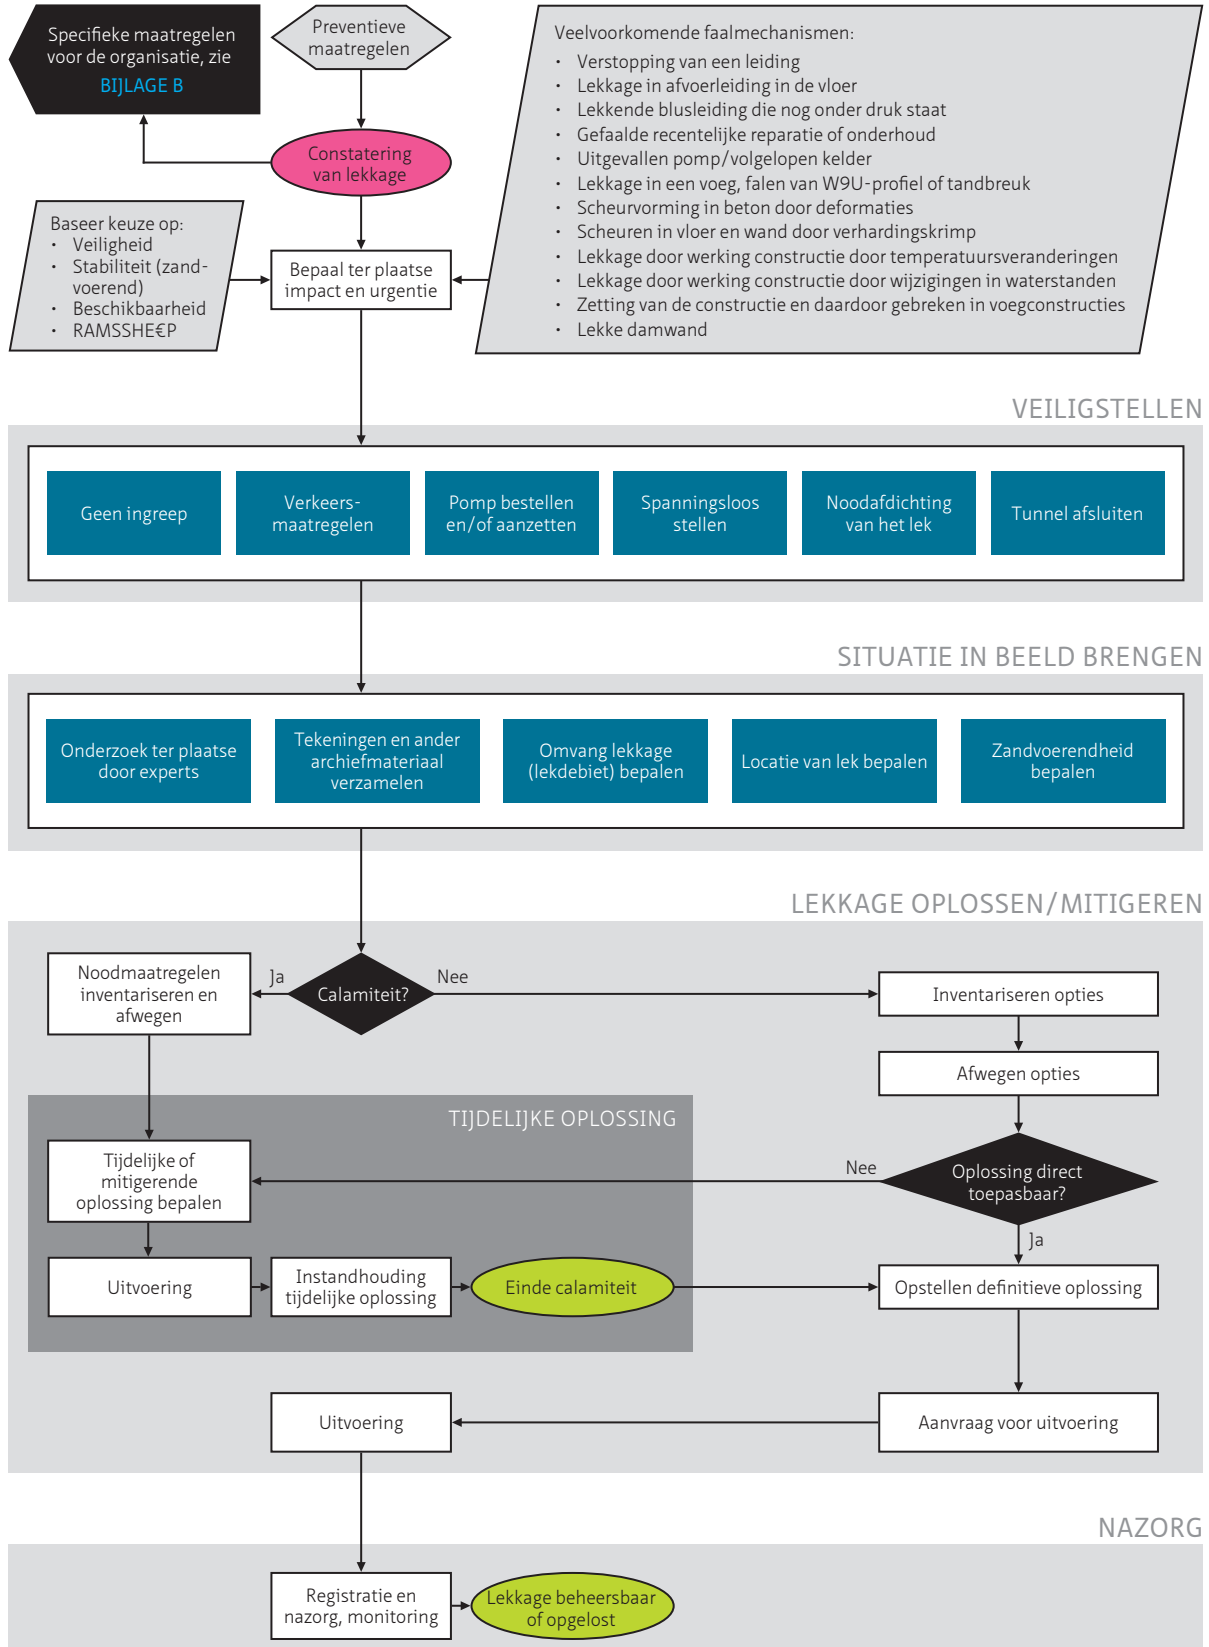 Specifieke maatregelen
voor de organisatie, zie
BIJLAGE B
Preventieve
maatregelen
Constatering
van lekkage
Baseer keuze op:
• Veiligheid
• Stabiliteit (zand-
voerend)
• Beschikbaarheid
• RAMSSHE€P
Bepaal ter plaatse
impact en urgentie
Veelvoorkomende faalmechanismen:
• Verstopping van een leiding
• Lekkage in afvoerleiding in de vloer
• Lekkende blusleiding die nog onder druk staat
• Gefaalde recentelijke reparatie of onderhoud
• Uitgevallen pomp/volgelopen kelder
• Lekkage in een voeg, falen van W9U-profiel of tandbreuk
• Scheurvorming in beton door deformaties
• Scheuren in vloer en wand door verhardingskrimp
• Lekkage door werking constructie door temperatuursveranderingen
• Lekkage door werking constructie door wijzigingen in waterstanden
• Zetting van de constructie en daardoor gebreken in voegconstructies
• Lekke damwand
VEILIGSTELLEN
Geen ingreep
Verkeers-
maatregelen
Pomp bestellen
en/of aanzetten
Spanningsloos
stellen
Noodafdichting
van het lek
Tunnel afsluiten
SITUATIE IN BEELD BRENGEN
Onderzoek ter plaatse
door experts
Tekeningen en ander
archiefmateriaal
verzamelen
Omvang lekkage
(lekdebiet) bepalen
Locatie van lek bepalen
Zandvoerendheid
bepalen
LEKKAGE OPLOSSEN/MITIGEREN
Noodmaatregelen
inventariseren en
afwegen
Ja
Calamiteit?
Nee
Inventariseren opties
Afwegen opties
TIJDELIJKE OPLOSSING
Tijdelijke of
mitigerende
oplossing bepalen
Nee
Oplossing direct
toepasbaar?
Ja
Uitvoering
Instandhouding
tijdelijke oplossing
Einde calamiteit
Opstellen definitieve oplossing
Uitvoering
Aanvraag voor uitvoering
NAZORG
Registratie en
nazorg, monitoring
Lekkage beheersbaar
of opgelost